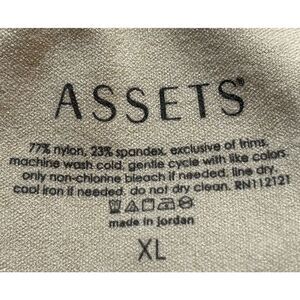 ASSETS®
77% nylon, 23% spandex, exclusive of trims.
machine wash cold, gentle cycle with like colors.
only non-chlorine bleach if needed. line dry.
cool iron if needed. do not dry clean. RN112121
made in jordan
XL